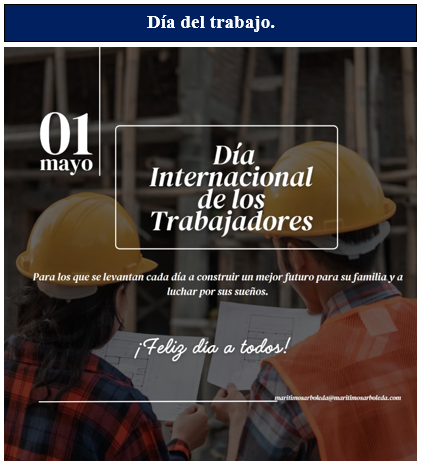 Día del trabajo.
01
mayo
Día
Internacional
de los
Trabajadores
Para los que se levantan cada día a construir un mejor futuro para su familia y a
luchar por sus sueños.
¡Feliz día a todos!
maritimosarboleda@maritimosarboleda.com